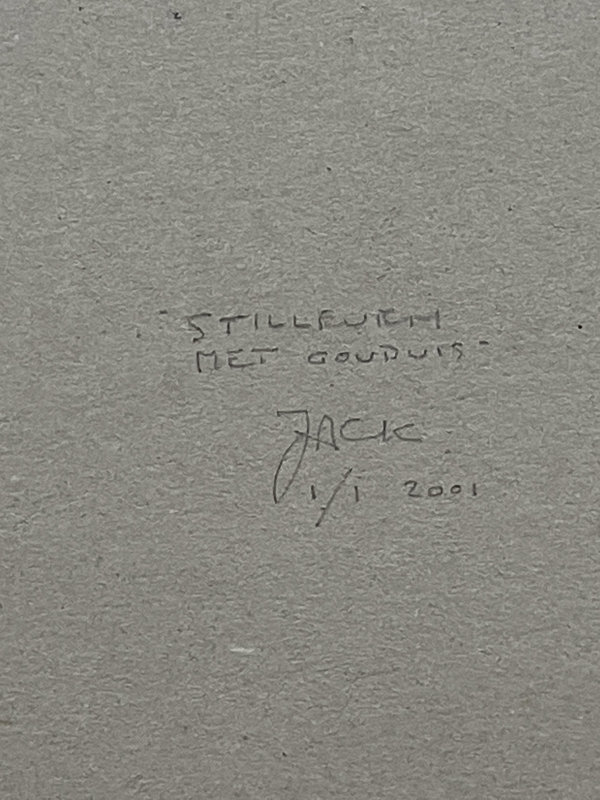 "STILLEVEN
MET GOUDVIS"
JACK
1/1 2001